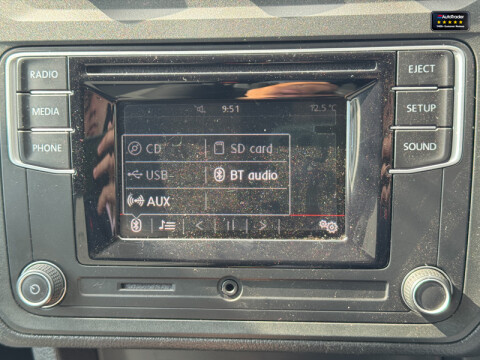 AutoTrader
RADIO
EJECT
9:51
12.5°C
MEDIA
SETUP
CD
SD card
PHONE
SOUND
USB
BT audio
AUX